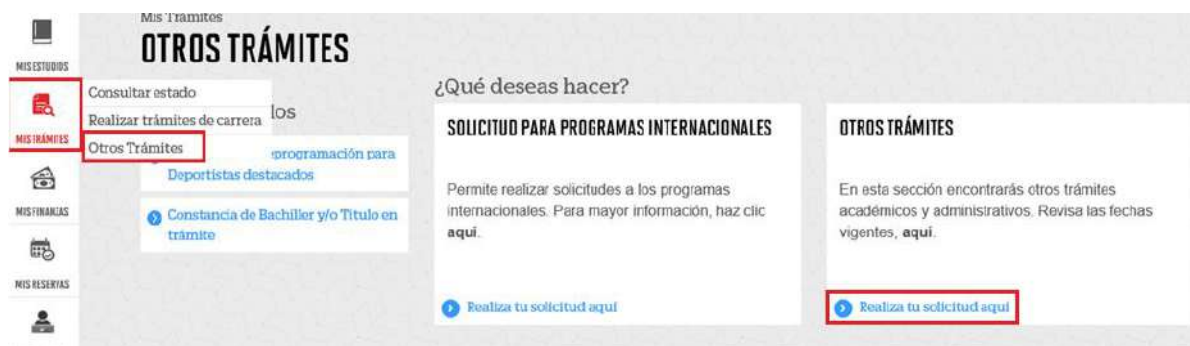 Mis Trámites
OTROS TRÁMITES
MIS ESTUDIOS
MIS TRÁMITES
MIS FINANZAS
MIS RESERVAS
Consultar estado
Realizar trámites de carrera
Otros Trámites
los
eprogramación para
Deportistas destacados
Constancia de Bachiller y/o Titulo en
trámite
¿Qué deseas hacer?
SOLICITUD PARA PROGRAMAS INTERNACIONALES
Permite realizar solicitudes a los programas
internacionales. Para mayor información, haz clic
aquí.
Realiza tu solicitud aquí
OTROS TRÁMITES
En esta sección encontrarás otros trámites
académicos y administrativos. Revisa las fechas
vigentes, aquí.
Realiza tu solicitud aquí